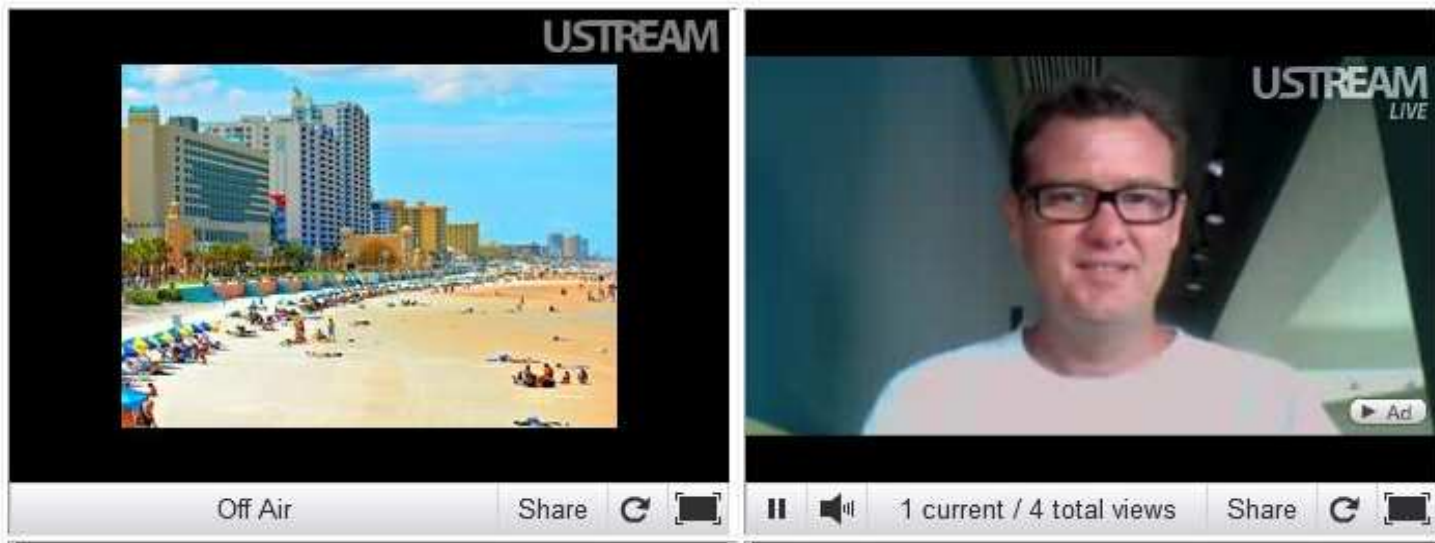 USTREAM
Off Air Share
USTREAM
LIVE
Ad
1 current / 4 total views Share